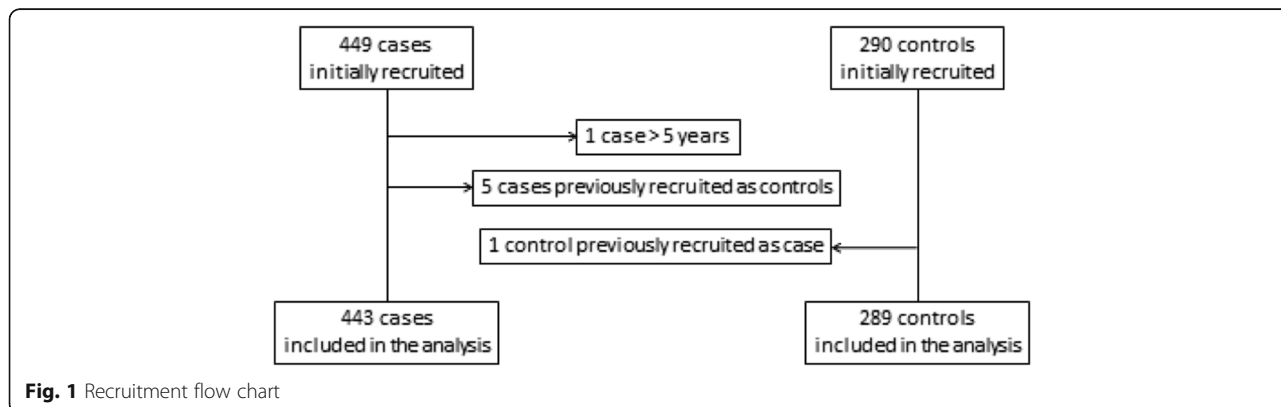 449 cases
initially recruited
290 controls
initially recruited
1 case > 5 years
5 cases previously recruited as controls
1 control previously recruited as case
443 cases
included in the analysis
289 controls
included in the analysis
Fig. 1 Recruitment flow chart